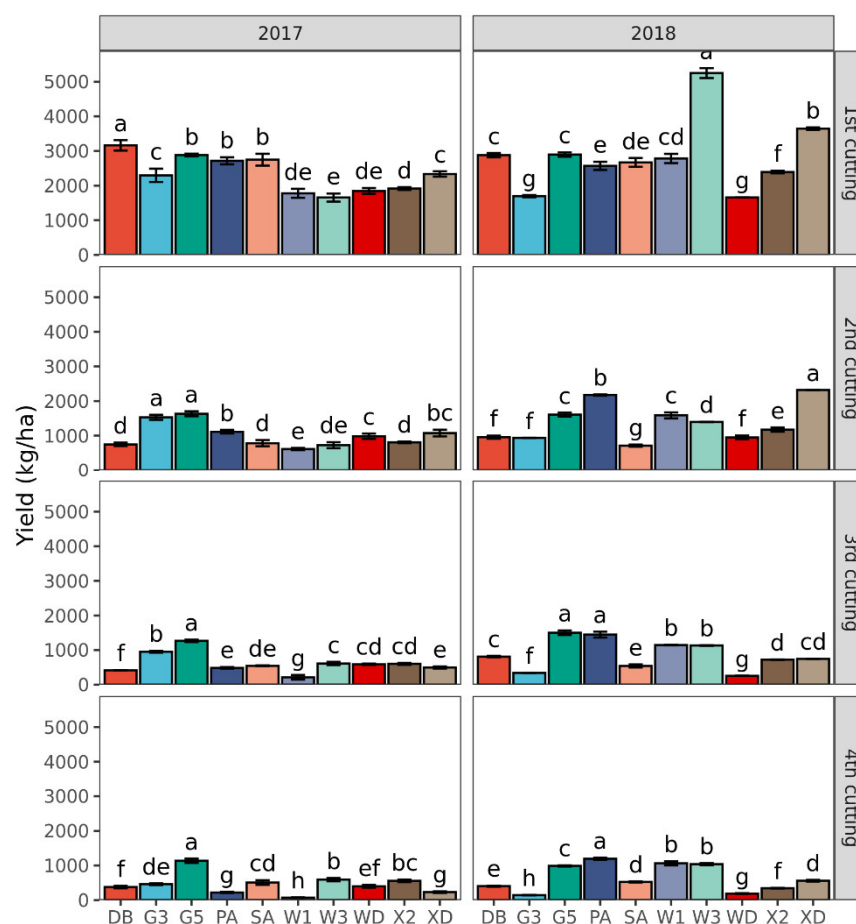 2017 2018
a c b b b de e de d c
c g c e de cd a g f b
1st cutting
5000
4000
3000
2000
1000
0
d a a b d e de c d bc
f f c b g c d f e a
2nd cutting
5000
4000
3000
2000
1000
0
f b a e de g c cd cd e
c f a a e b b g d cd
3rd cutting
5000
4000
3000
2000
1000
0
f de a g cd h b ef bc g
e h c a d b b g f d
4th cutting
5000
4000
3000
2000
1000
0
Yield (kg/ha)
DB G3 G5 PA SA W1 W3 WD X2 XD DB G3 G5 PA SA W1 W3 WD X2 XD